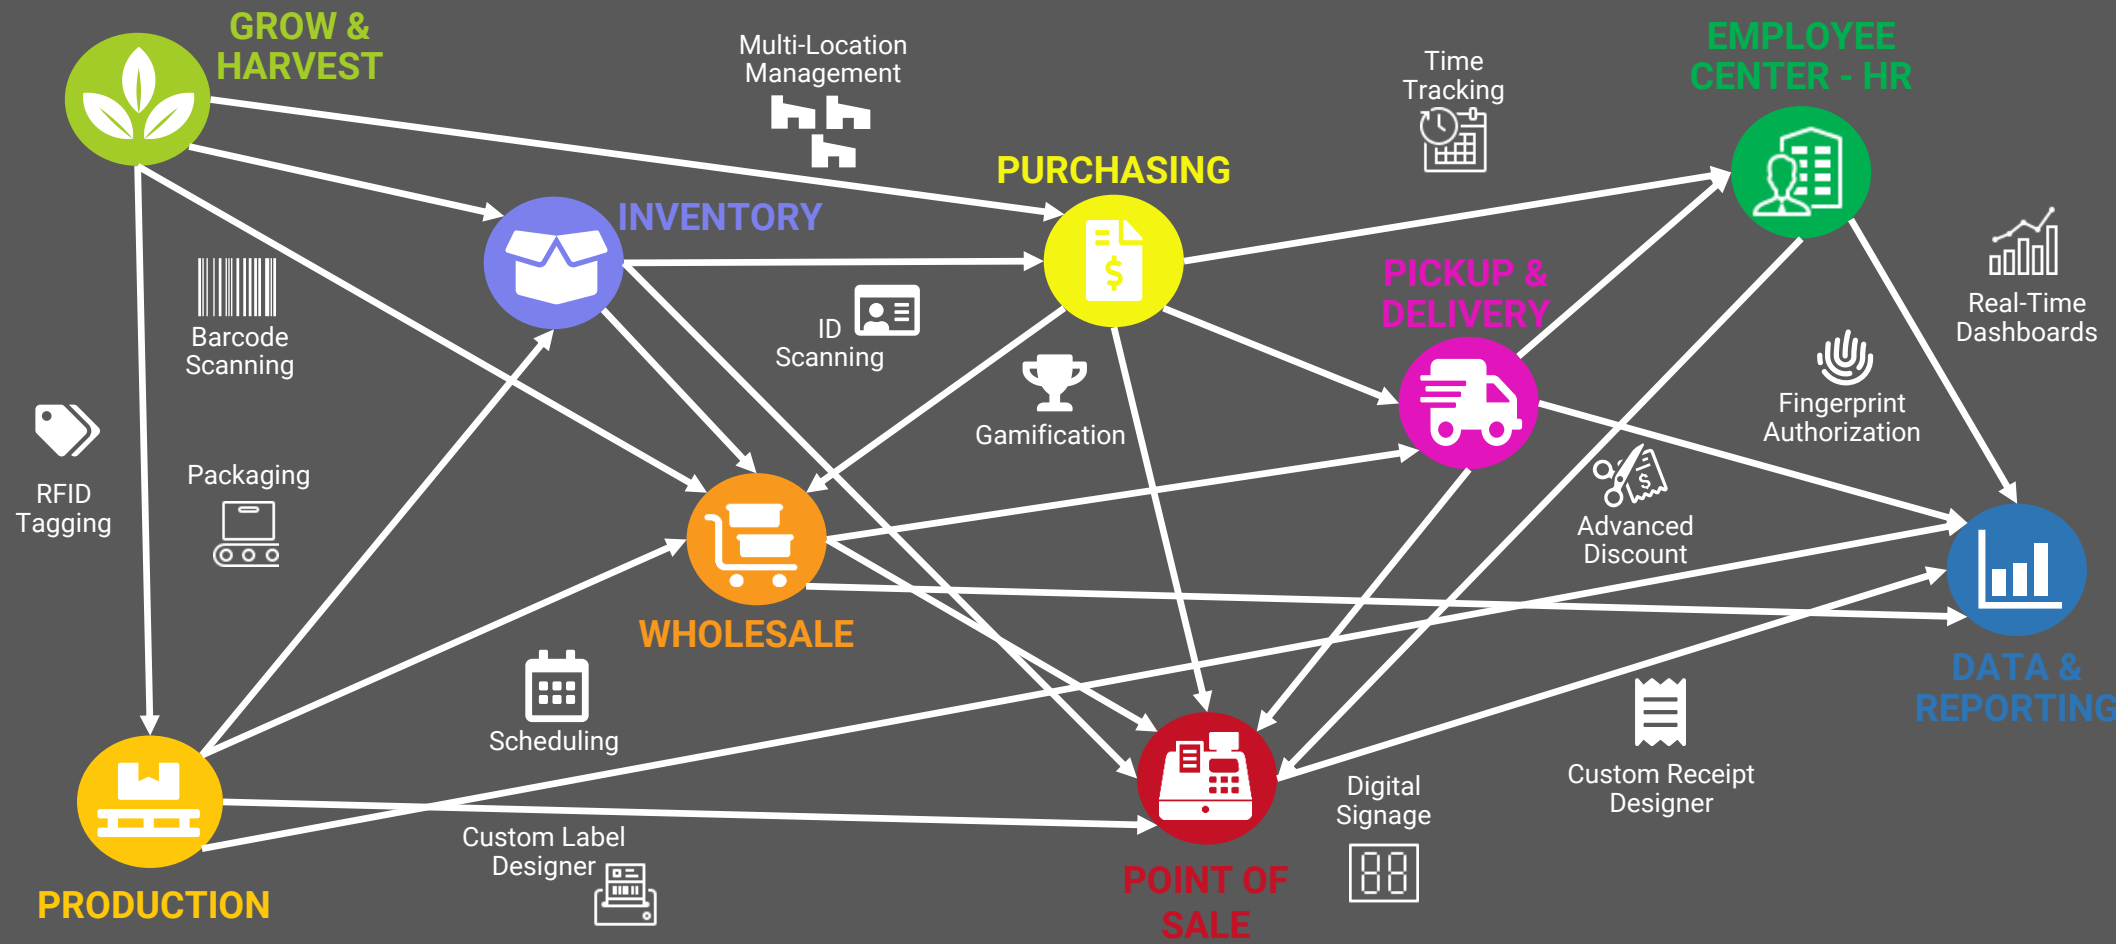 GROW &
HARVEST
Multi-Location
Management
Time
Tracking
EMPLOYEE
CENTER - HR
PURCHASING
INVENTORY
PICKUP &
DELIVERY
Real-Time
Dashboards
Barcode
Scanning
ID
Scanning
Gamification
Fingerprint
Authorization
RFID
Tagging
Packaging
Advanced
Discount
WHOLESALE
DATA &
REPORTING
Scheduling
Custom Receipt
Designer
Digital
Signage
Custom Label
Designer
PRODUCTION
POINT OF
SALE